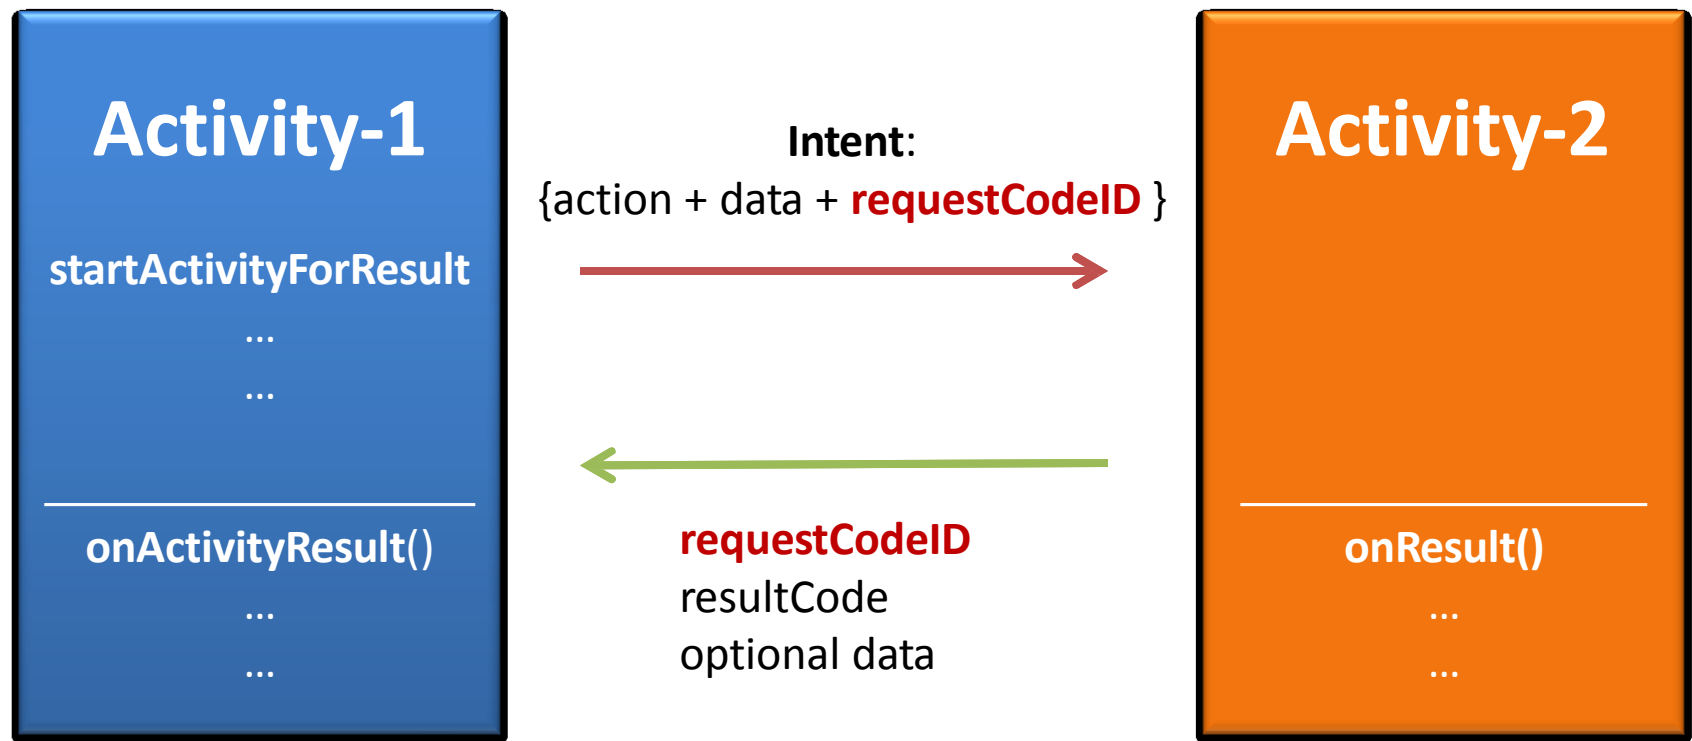 Activity-1
startActivityForResult
...
...
onActivityResult()
...
...
Intent:
{action + data + requestCodeID }
requestCodeID
resultCode
optional data
Activity-2
onResult()
...
...